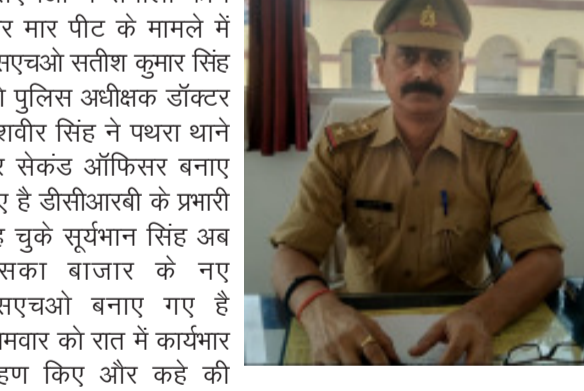 र मार पीट के मामले में
सएचओ सतीश कुमार सिंह
पुलिस अधीक्षक डॉक्टर
शवीर सिंह ने पथरा थाने
सेकंड ऑफिसर बनाए
ए है डीसीआरबी के प्रभारी
चुके सूर्यभान सिंह अब
सका बाजार के नए
सएचओ बनाए गए है
मवार को रात में कार्यभार
हण किए और कहे की